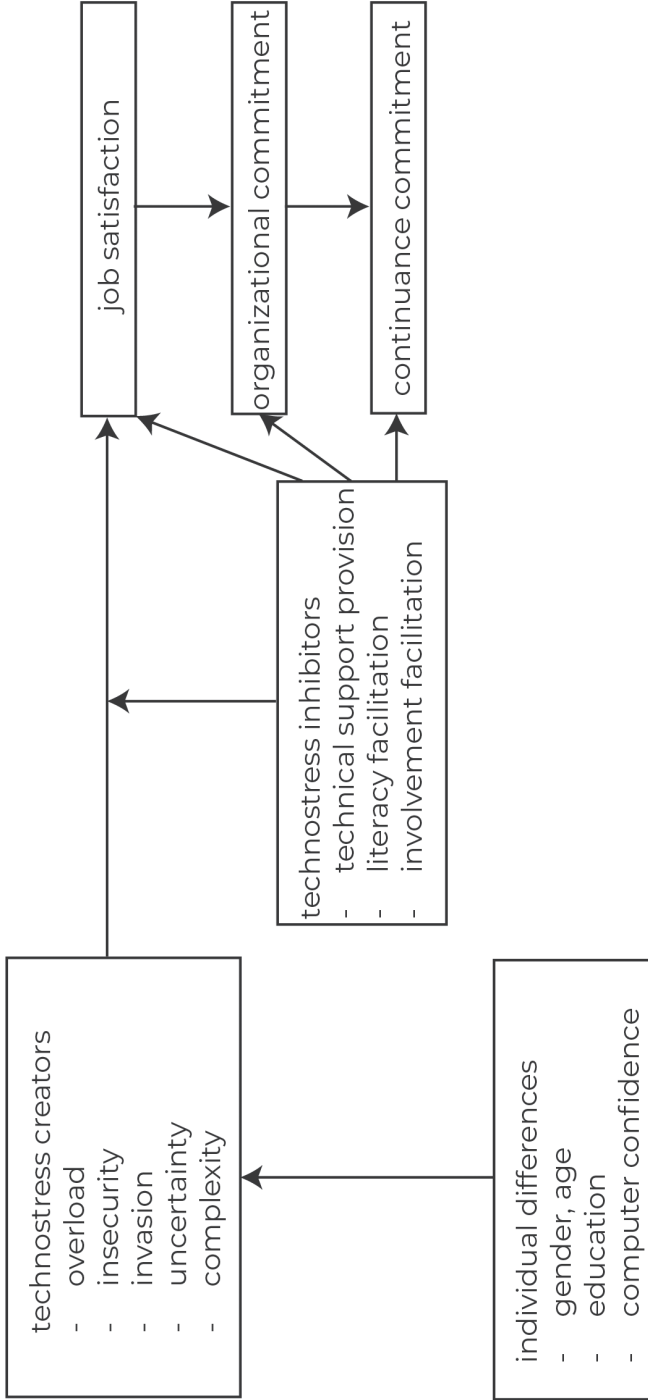 technostress creators
- overload
- insecurity
- invasion
- uncertainty
- complexity
individual differences
- gender, age
- education
- computer confidence
technostress inhibitors
- technical support provision
- literacy facilitation
- involvement facilitation
job satisfaction
organizational commitment
continuance commitment